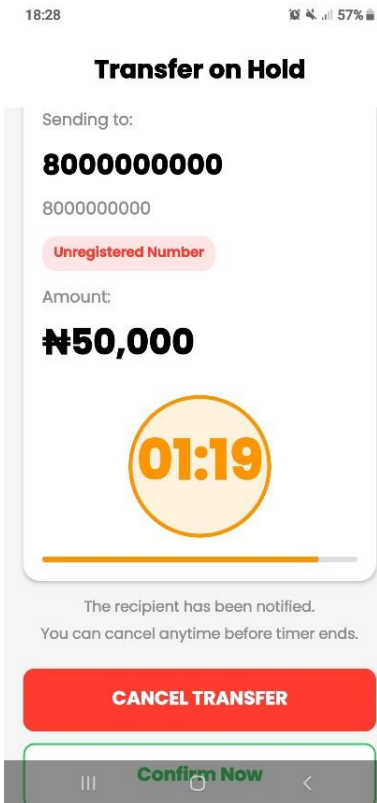 18:28
57%
Transfer on Hold
Sending to:
8000000000
8000000000
Unregistered Number
Amount:
₦50,000
01:19
The recipient has been notified.
You can cancel anytime before timer ends.
CANCEL TRANSFER
Confirm Now